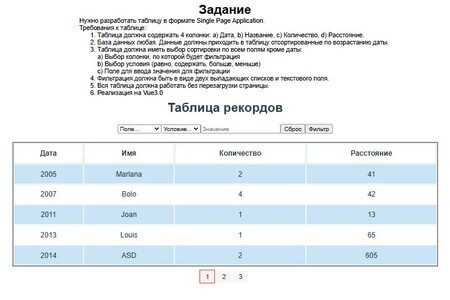 Задание
Нужно разработать таблицу в формате Single Page Application.
Требования к таблице:
1. Таблица должна содержать 4 колонки: a) Дата, b) Название, c) Количество, d) Расстояние.
2. База данных любая. Данные должны приходить в таблицу отсортированные по возрастанию даты.
3. Таблица должна иметь выбор сортировки по всем полям кроме даты:
a) Выбор колонки, по которой будет фильтрация
b) Выбор условия (равно, содержать, больше, меньше)
c) Поле для ввода значения для фильтрации
4. Фильтрация должна быть в виде двух выпадающих списков и текстового поля.
5. Вся таблица должна работать без перезагрузки страницы.
6. Реализация на Vue3.0
Таблица рекордов
Поле... Условие... Значение Сброс Фильтр
Дата Имя Количество Расстояние
2005 Mariana 2 41
2007 Bolo 4 42
2011 Joan 1 13
2013 Louis 1 65
2014 ASD 2 605
1 2 3